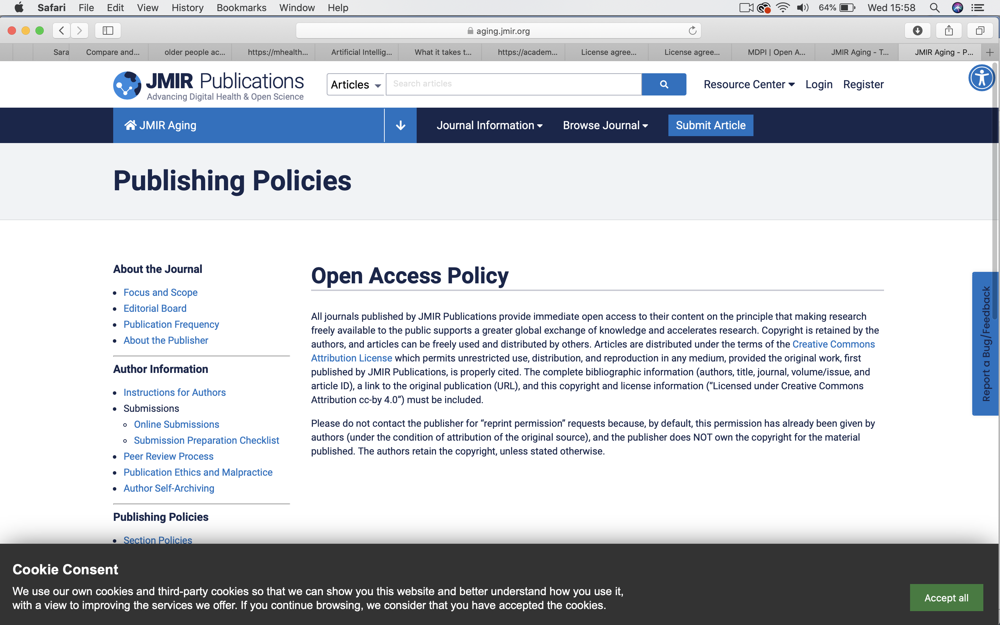 Safari File Edit View History Bookmarks Window Help 64% Wed 15:58
aging.jmir.org
Sara Compare and... older people ac... https://mhealth... Artificial Intellig... What it takes t... https://academ... License agree... License agree... MDPI | Open A... JMIR Aging - T... JMIR Aging - P...
JMIR Publications
Advancing Digital Health & Open Science
Articles Search articles Resource Center Login Register
JMIR Aging Journal Information Browse Journal Submit Article
Publishing Policies
About the Journal
Focus and Scope
Editorial Board
Publication Frequency
About the Publisher
Author Information
Instructions for Authors
Submissions
Online Submissions
Submission Preparation Checklist
Peer Review Process
Publication Ethics and Malpractice
Author Self-Archiving
Publishing Policies
Section Policies
Open Access Policy
All journals published by JMIR Publications provide immediate open access to their content on the principle that making research
freely available to the public supports a greater global exchange of knowledge and accelerates research. Copyright is retained by the
authors, and articles can be freely used and distributed by others. Articles are distributed under the terms of the Creative Commons
Attribution License which permits unrestricted use, distribution, and reproduction in any medium, provided the original work, first
published by JMIR Publications, is properly cited. The complete bibliographic information (authors, title, journal, volume/issue, and
article ID), a link to the original publication (URL), and this copyright and license information (“Licensed under Creative Commons
Attribution cc-by 4.0”) must be included.
Please do not contact the publisher for “reprint permission” requests because, by default, this permission has already been given by
authors (under the condition of attribution of the original source), and the publisher does NOT own the copyright for the material
published. The authors retain the copyright, unless stated otherwise.
Report a Bug/Feedback
Cookie Consent
We use our own cookies and third-party cookies so that we can show you this website and better understand how you use it,
with a view to improving the services we offer. If you continue browsing, we consider that you have accepted the cookies.
Accept all